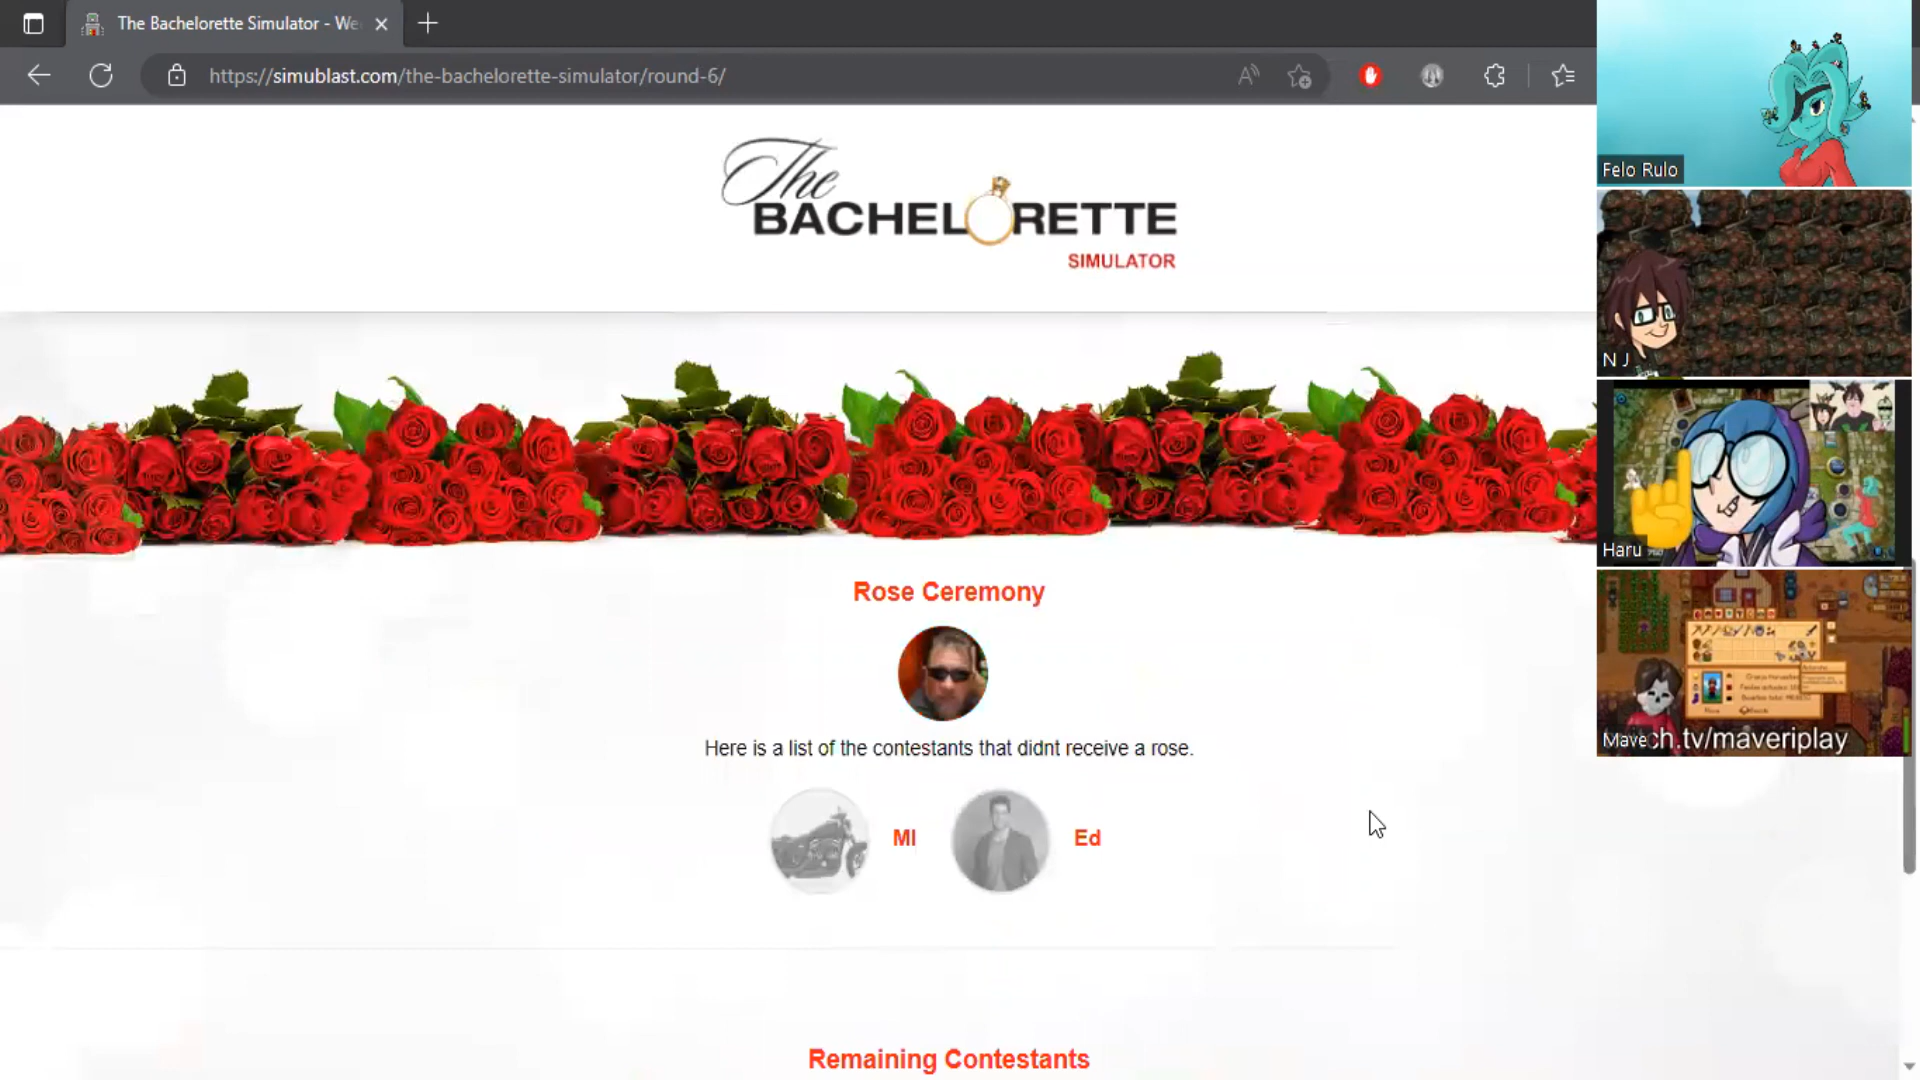 The Bachelorette Simulator - We
https://simublast.com/the-bachelorette-simulator/round-6/
The
BACHELORETTE
SIMULATOR
Rose Ceremony
Here is a list of the contestants that didnt receive a rose.
MI
Ed
Remaining Contestants
Felo Rulo
N J
Haru
Mave
ch.tv/maveriplay